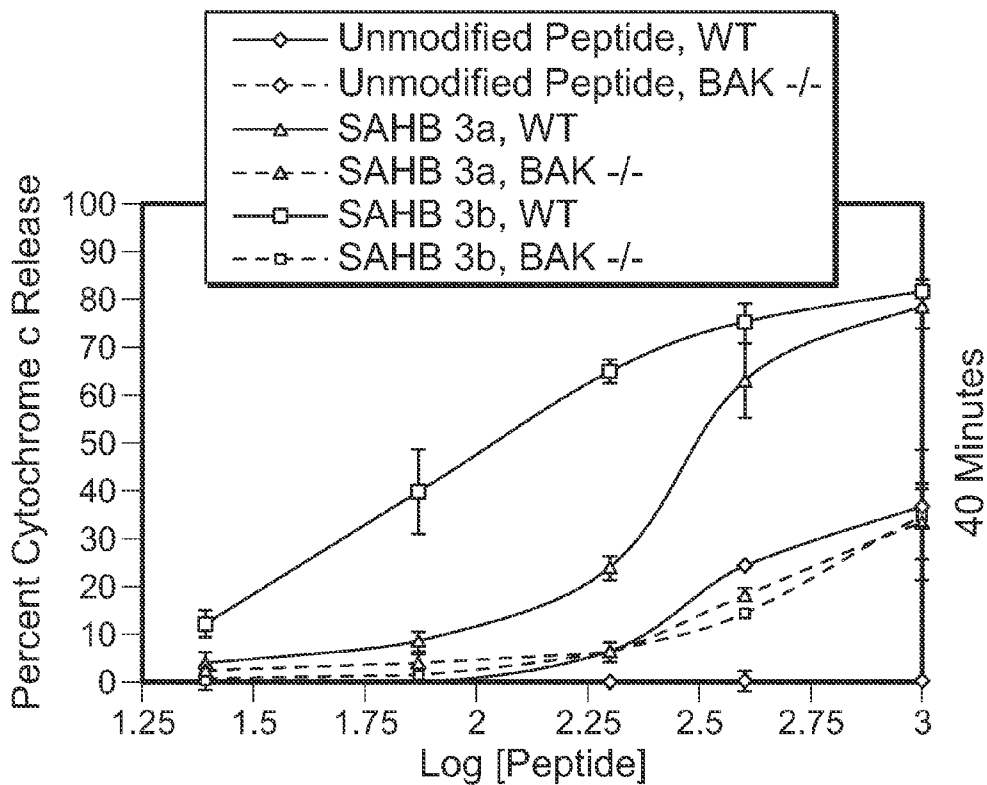 Unmodified Peptide, WT
Unmodified Peptide, BAK -/-
SAHB 3a, WT
SAHB 3a, BAK -/-
SAHB 3b, WT
SAHB 3b, BAK -/-
Percent Cytochrome c Release
100
90
80
70
60
50
40
30
20
10
0
1.25 1.5 1.75 2 2.25 2.5 2.75 3
Log [Peptide]
40 Minutes